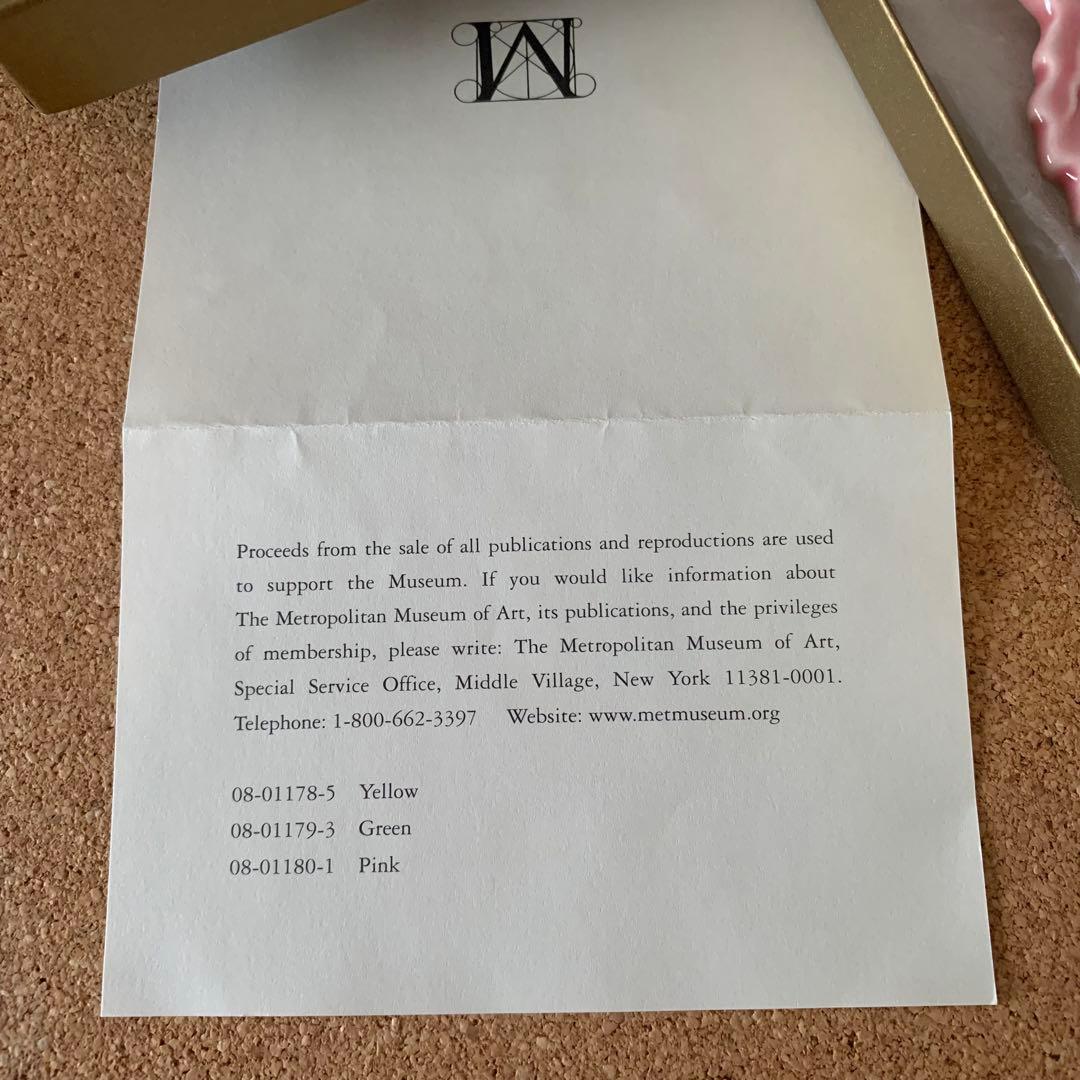 M
Proceeds from the sale of all publications and reproductions are used
to support the Museum. If you would like information about
The Metropolitan Museum of Art, its publications, and the privileges
of membership, please write: The Metropolitan Museum of Art,
Special Service Office, Middle Village, New York 11381-0001.
Telephone: 1-800-662-3397 Website: www.metmuseum.org
08-01178-5 Yellow
08-01179-3 Green
08-01180-1 Pink